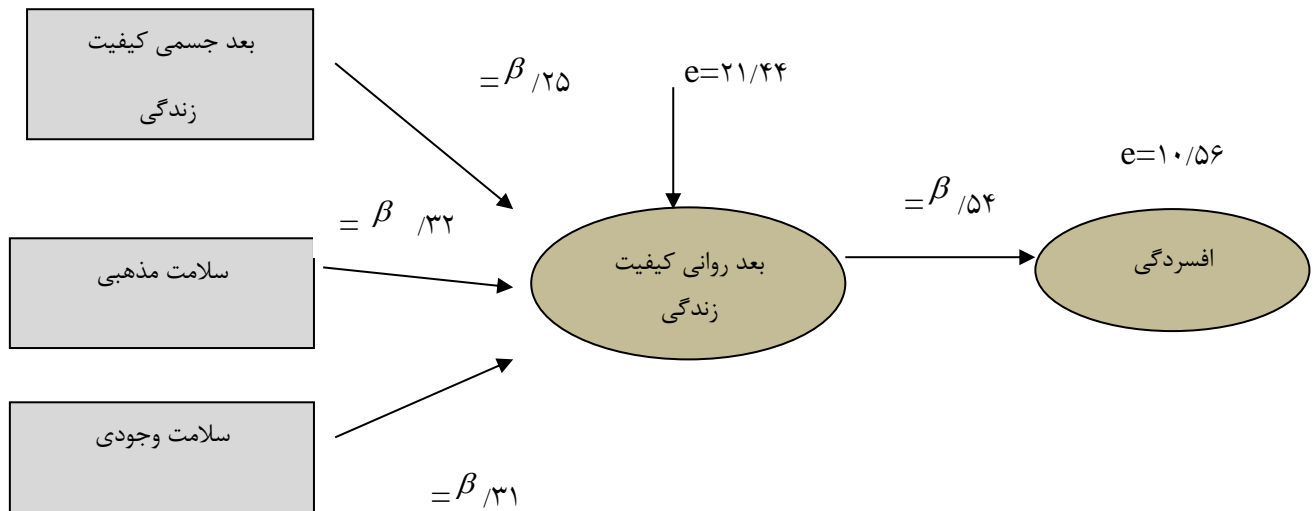 بعد جسمی کیفیت
زندگی
= β /۲۵
e=۲۱/۴۴
e=۱۰/۵۶
= β /۳۲
= β /۵۴
سلامت مذهبی
بعد روانی کیفیت
زندگی
افسردگی
سلامت وجودی
= β /۳۱